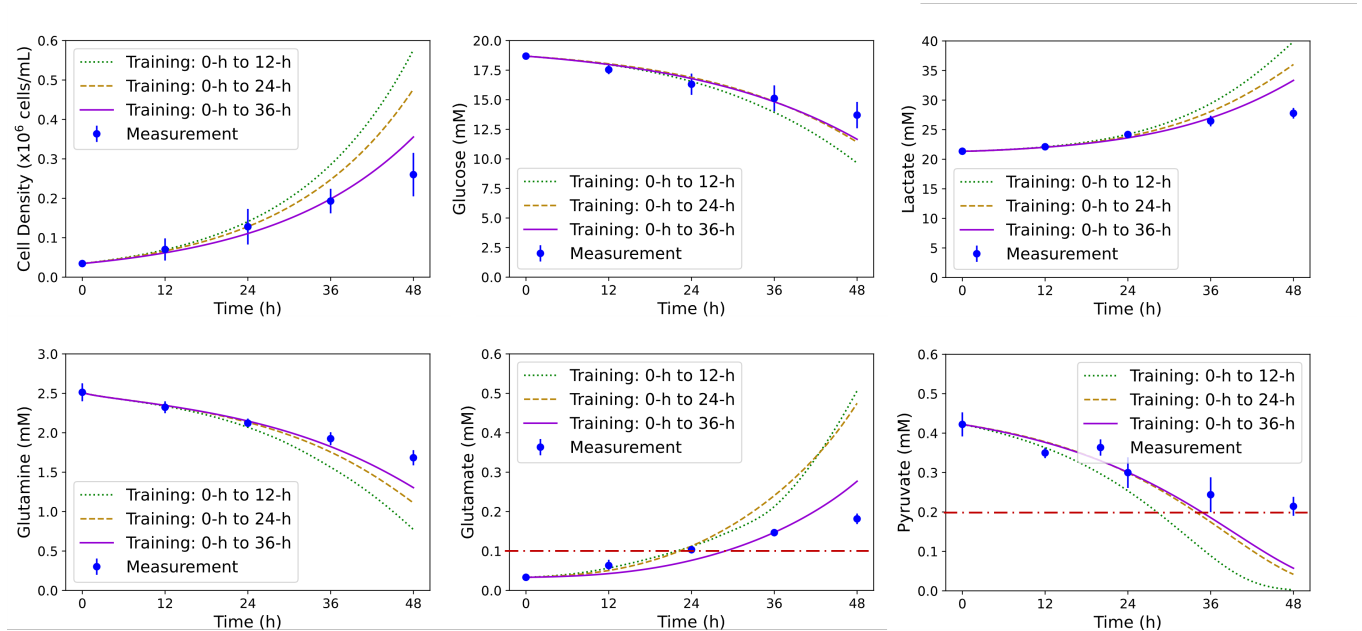 0.6
0.5
0.4
0.3
0.2
0.1
0.0
Cell Density (x10⁶ cells/mL)
Training: 0-h to 12-h
Training: 0-h to 24-h
Training: 0-h to 36-h
Measurement
0 12 24 36 48
Time (h)
20.0
17.5
15.0
12.5
10.0
7.5
5.0
2.5
0.0
Glucose (mM)
Training: 0-h to 12-h
Training: 0-h to 24-h
Training: 0-h to 36-h
Measurement
0 12 24 36 48
Time (h)
40
35
30
25
20
15
10
5
0
Lactate (mM)
Training: 0-h to 12-h
Training: 0-h to 24-h
Training: 0-h to 36-h
Measurement
0 12 24 36 48
Time (h)
3.0
2.5
2.0
1.5
1.0
0.5
0.0
Glutamine (mM)
Training: 0-h to 12-h
Training: 0-h to 24-h
Training: 0-h to 36-h
Measurement
0 12 24 36 48
Time (h)
0.6
0.5
0.4
0.3
0.2
0.1
0.0
Glutamate (mM)
Training: 0-h to 12-h
Training: 0-h to 24-h
Training: 0-h to 36-h
Measurement
0 12 24 36 48
Time (h)
0.6
0.5
0.4
0.3
0.2
0.1
0.0
Pyruvate (mM)
Training: 0-h to 12-h
Training: 0-h to 24-h
Training: 0-h to 36-h
Measurement
0 12 24 36 48
Time (h)